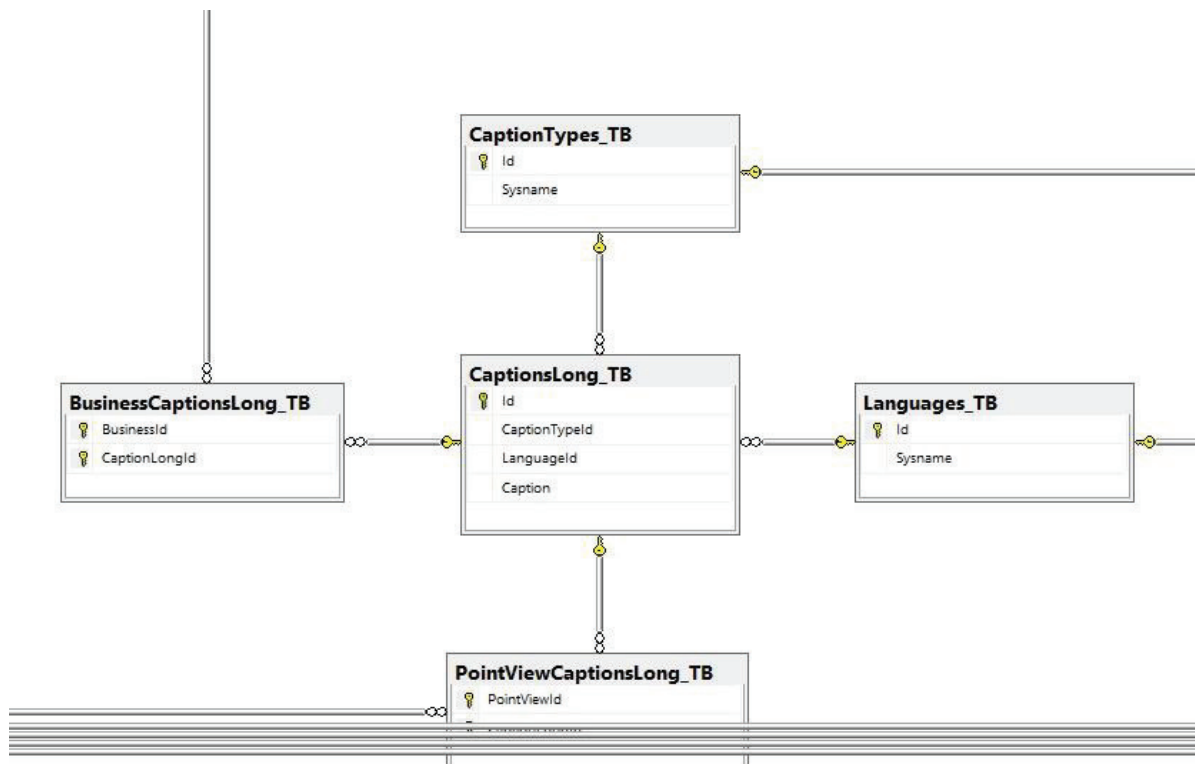 CaptionTypes_TB
Id
Sysname
BusinessCaptionsLong_TB
BusinessId
CaptionLongId
CaptionsLong_TB
Id
CaptionTypeId
LanguageId
Caption
Languages_TB
Id
Sysname
PointViewCaptionsLong_TB
PointViewId